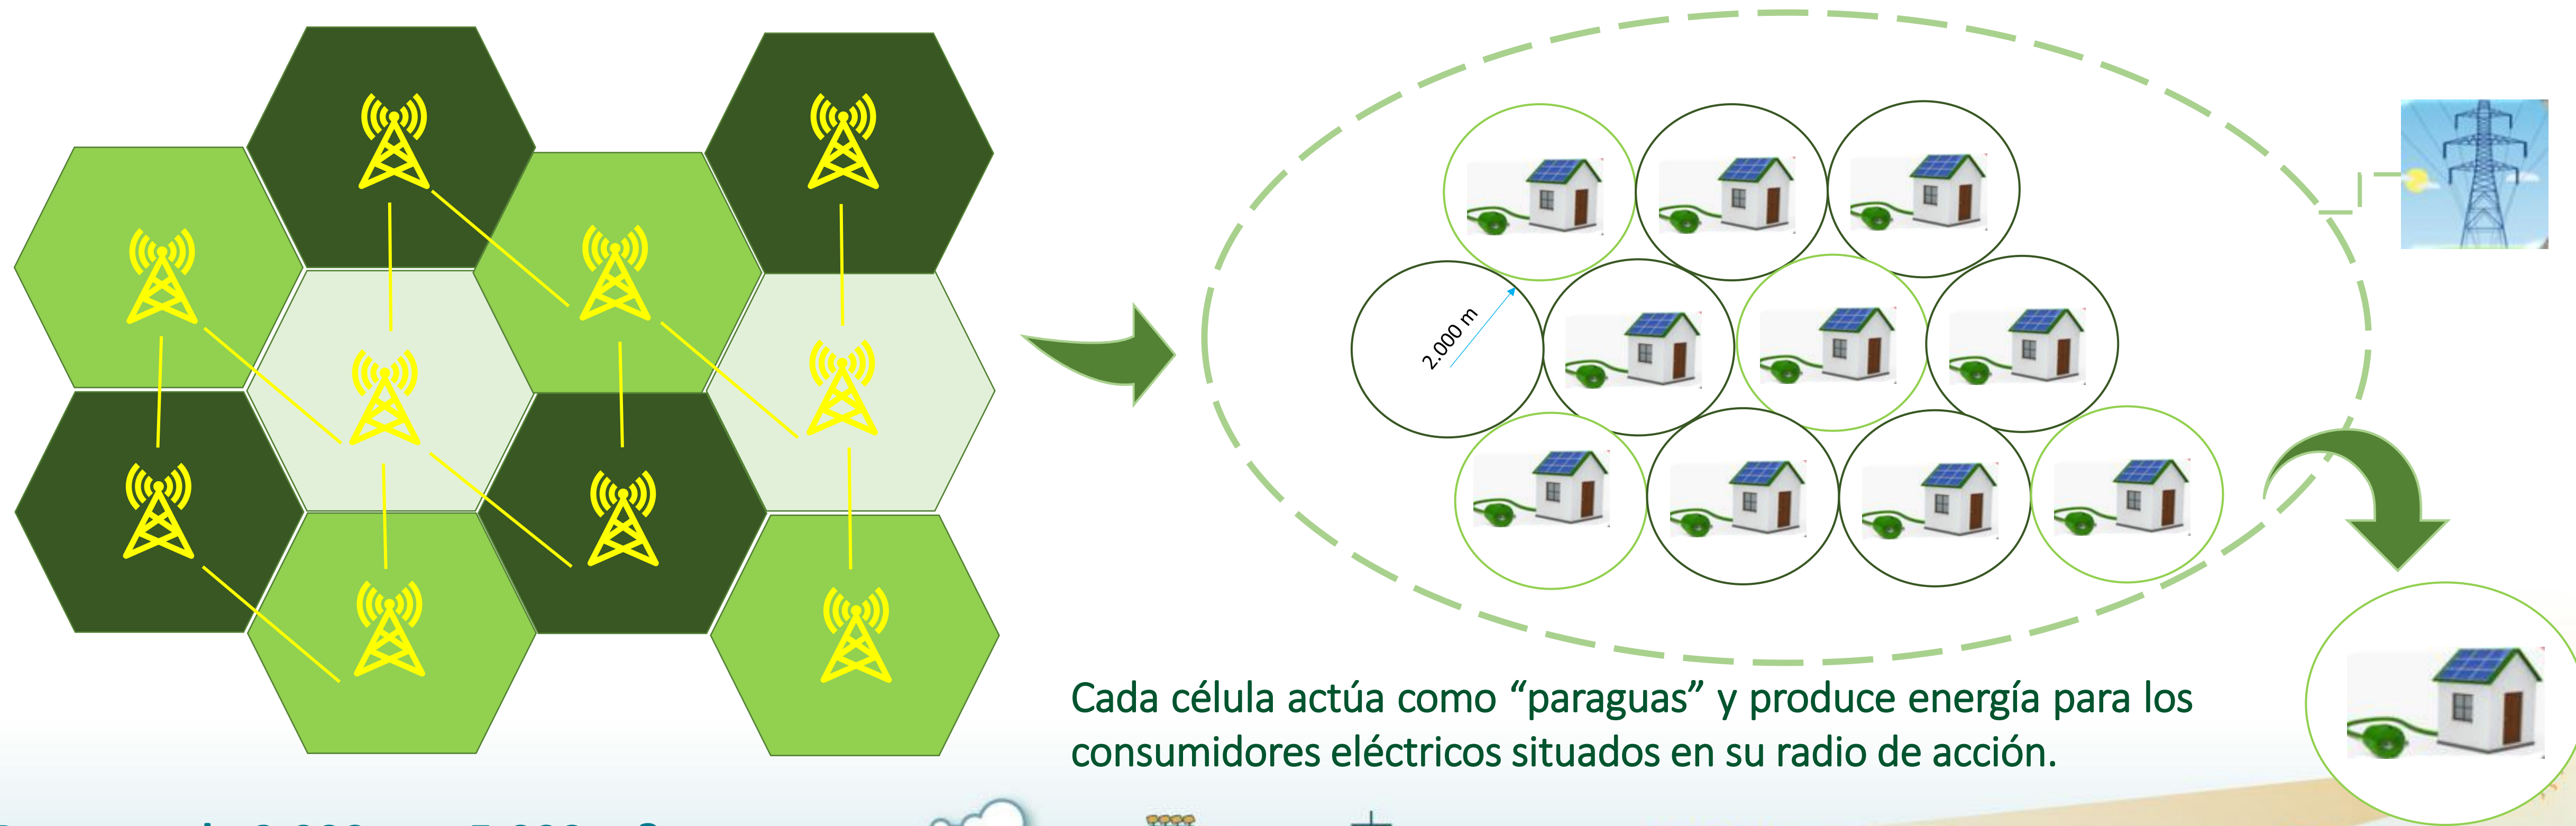 2.000 m
Cada célula actúa como “paraguas” y produce energía para los
consumidores eléctricos situados en su radio de acción.